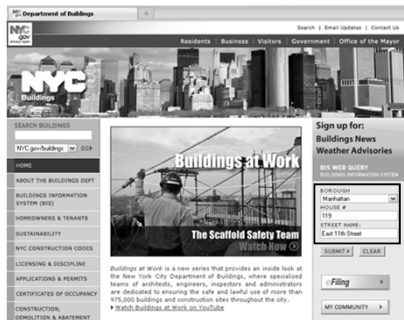 NYC Department of Buildings
NYC
.gov
Search | Email Updates | Contact Us
Residents | Business | Visitors | Government | Office of the Mayor
NYC
Buildings
SEARCH BUILDINGS
NYC.gov/buildings GO
HOME
ABOUT THE BUILDINGS DEPT
BUILDINGS INFORMATION
SYSTEM (BIS)
HOMEOWNERS & TENANTS
SUSTAINABILITY
NYC CONSTRUCTION CODES
LICENSING & DISCIPLINE
APPLICATIONS & PERMITS
CERTIFICATES OF OCCUPANCY
CONSTRUCTION,
DEMOLITION & ABATEMENT
Buildings at Work
The Scaffold Safety Team
Watch Now
Buildings at Work is a new series that provides an inside look at
the New York City Department of Buildings, where specialized
teams of architects, engineers, inspectors and administrators
are dedicated to ensuring the safe and lawful use of more than
975,000 buildings and construction sites throughout the city.
Watch Buildings at Work on YouTube
Sign up for:
Buildings News
Weather Advisories
BIS WEB QUERY
BUILDINGS INFORMATION SYSTEM
BOROUGH
Manhattan
HOUSE #
119
STREET NAME:
East 11th Street
SUBMIT CLEAR
eFiling
MY COMMUNITY